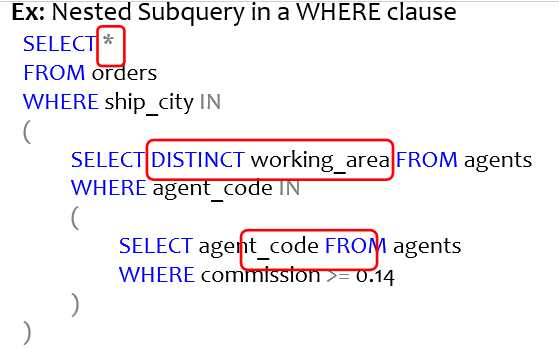 Ex: Nested Subquery in a WHERE clause
SELECT *
FROM orders
WHERE ship_city IN
(
SELECT DISTINCT working_area FROM agents
WHERE agent_code IN
(
SELECT agent_code FROM agents
WHERE commission >= 0.14
)
)